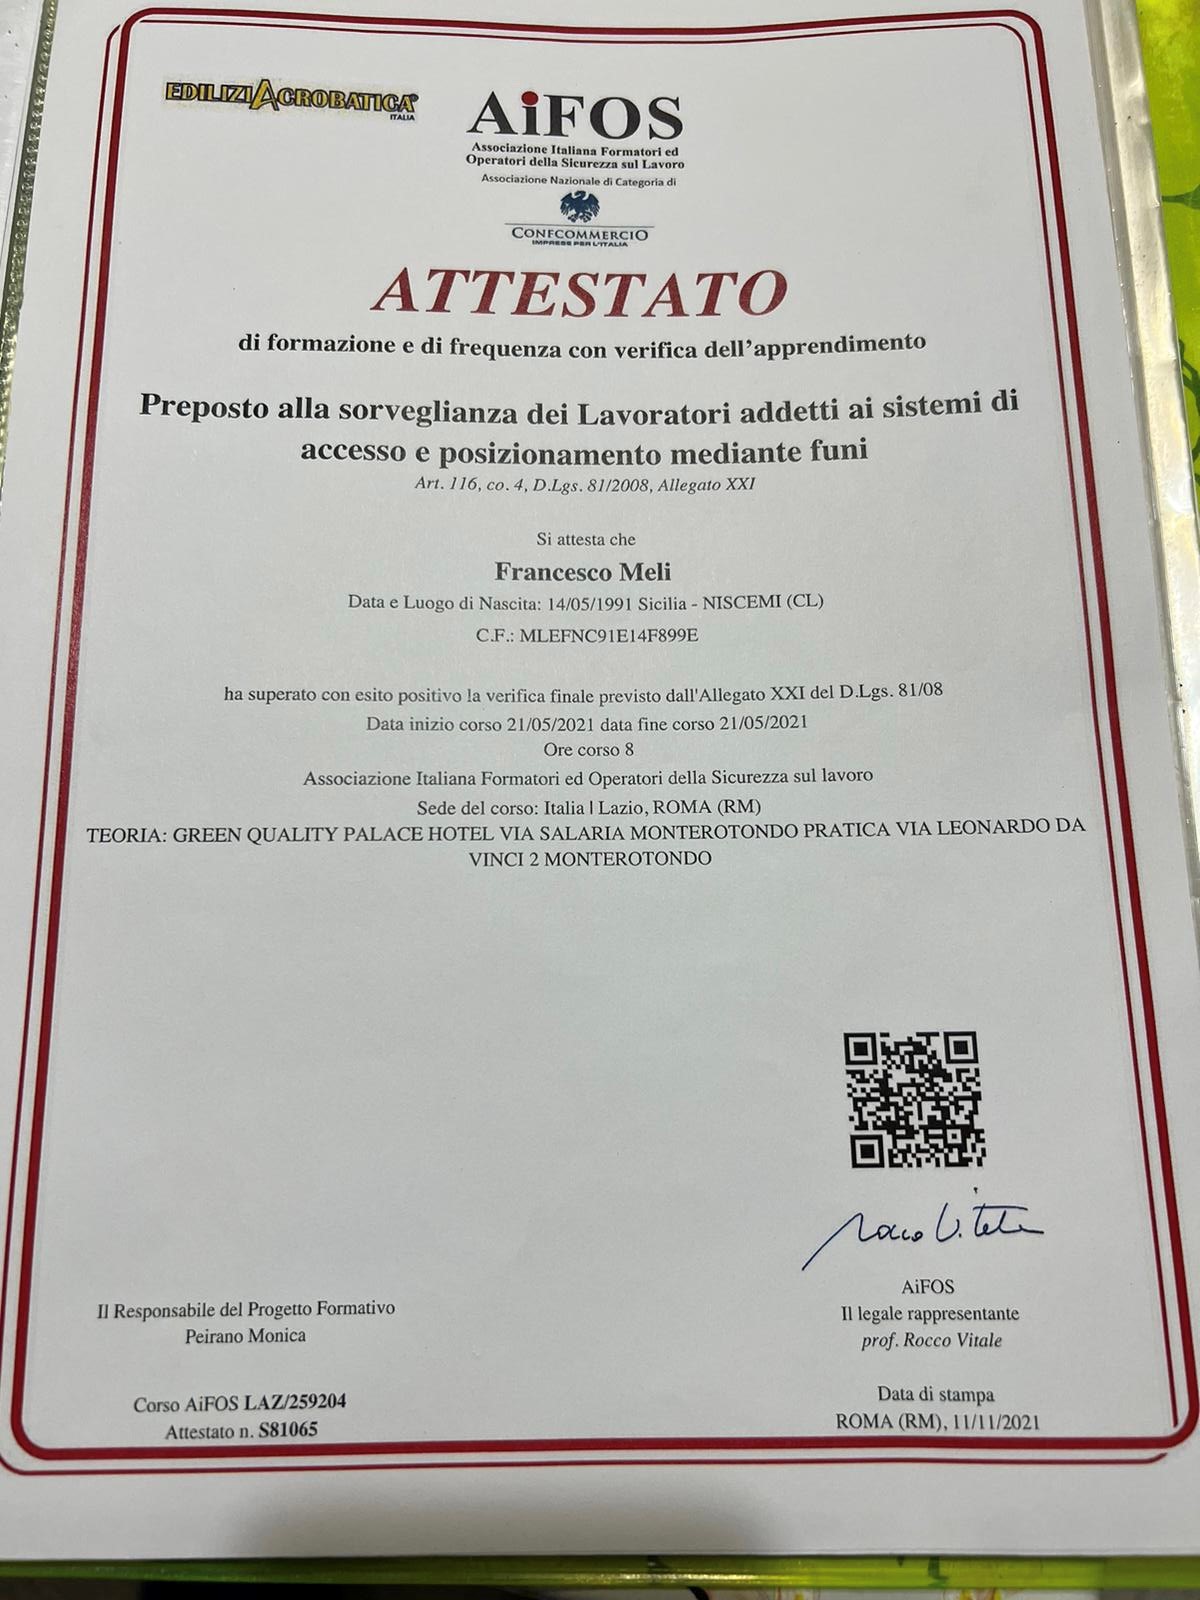 EDILIZIACROBATICA®
ITALIA
AiFOS
Associazione Italiana Formatori ed
Operatori della Sicurezza sul Lavoro
Associazione Nazionale di Categoria di
CONFCOMMERCIO
IMPRESE PER L'ITALIA
ATTESTATO
di formazione e di frequenza con verifica dell'apprendimento
Preposto alla sorveglianza dei Lavoratori addetti ai sistemi di
accesso e posizionamento mediante funi
Art. 116, co. 4, D.Lgs. 81/2008, Allegato XXI
Si attesta che
Francesco Meli
Data e Luogo di Nascita: 14/05/1991 Sicilia - NISCEMI (CL)
C.F.: MLEFNC91E14F899E
ha superato con esito positivo la verifica finale previsto dall'Allegato XXI del D.Lgs. 81/08
Data inizio corso 21/05/2021 data fine corso 21/05/2021
Ore corso 8
Associazione Italiana Formatori ed Operatori della Sicurezza sul lavoro
Sede del corso: Italia | Lazio, ROMA (RM)
TEORIA: GREEN QUALITY PALACE HOTEL VIA SALARIA MONTEROTONDO PRATICA VIA LEONARDO DA
VINCI 2 MONTEROTONDO
Rocco Vitale
AiFOS
Il legale rappresentante
prof. Rocco Vitale
Il Responsabile del Progetto Formativo
Peirano Monica
Data di stampa
ROMA (RM), 11/11/2021
Corso AiFOS LAZ/259204
Attestato n. S81065